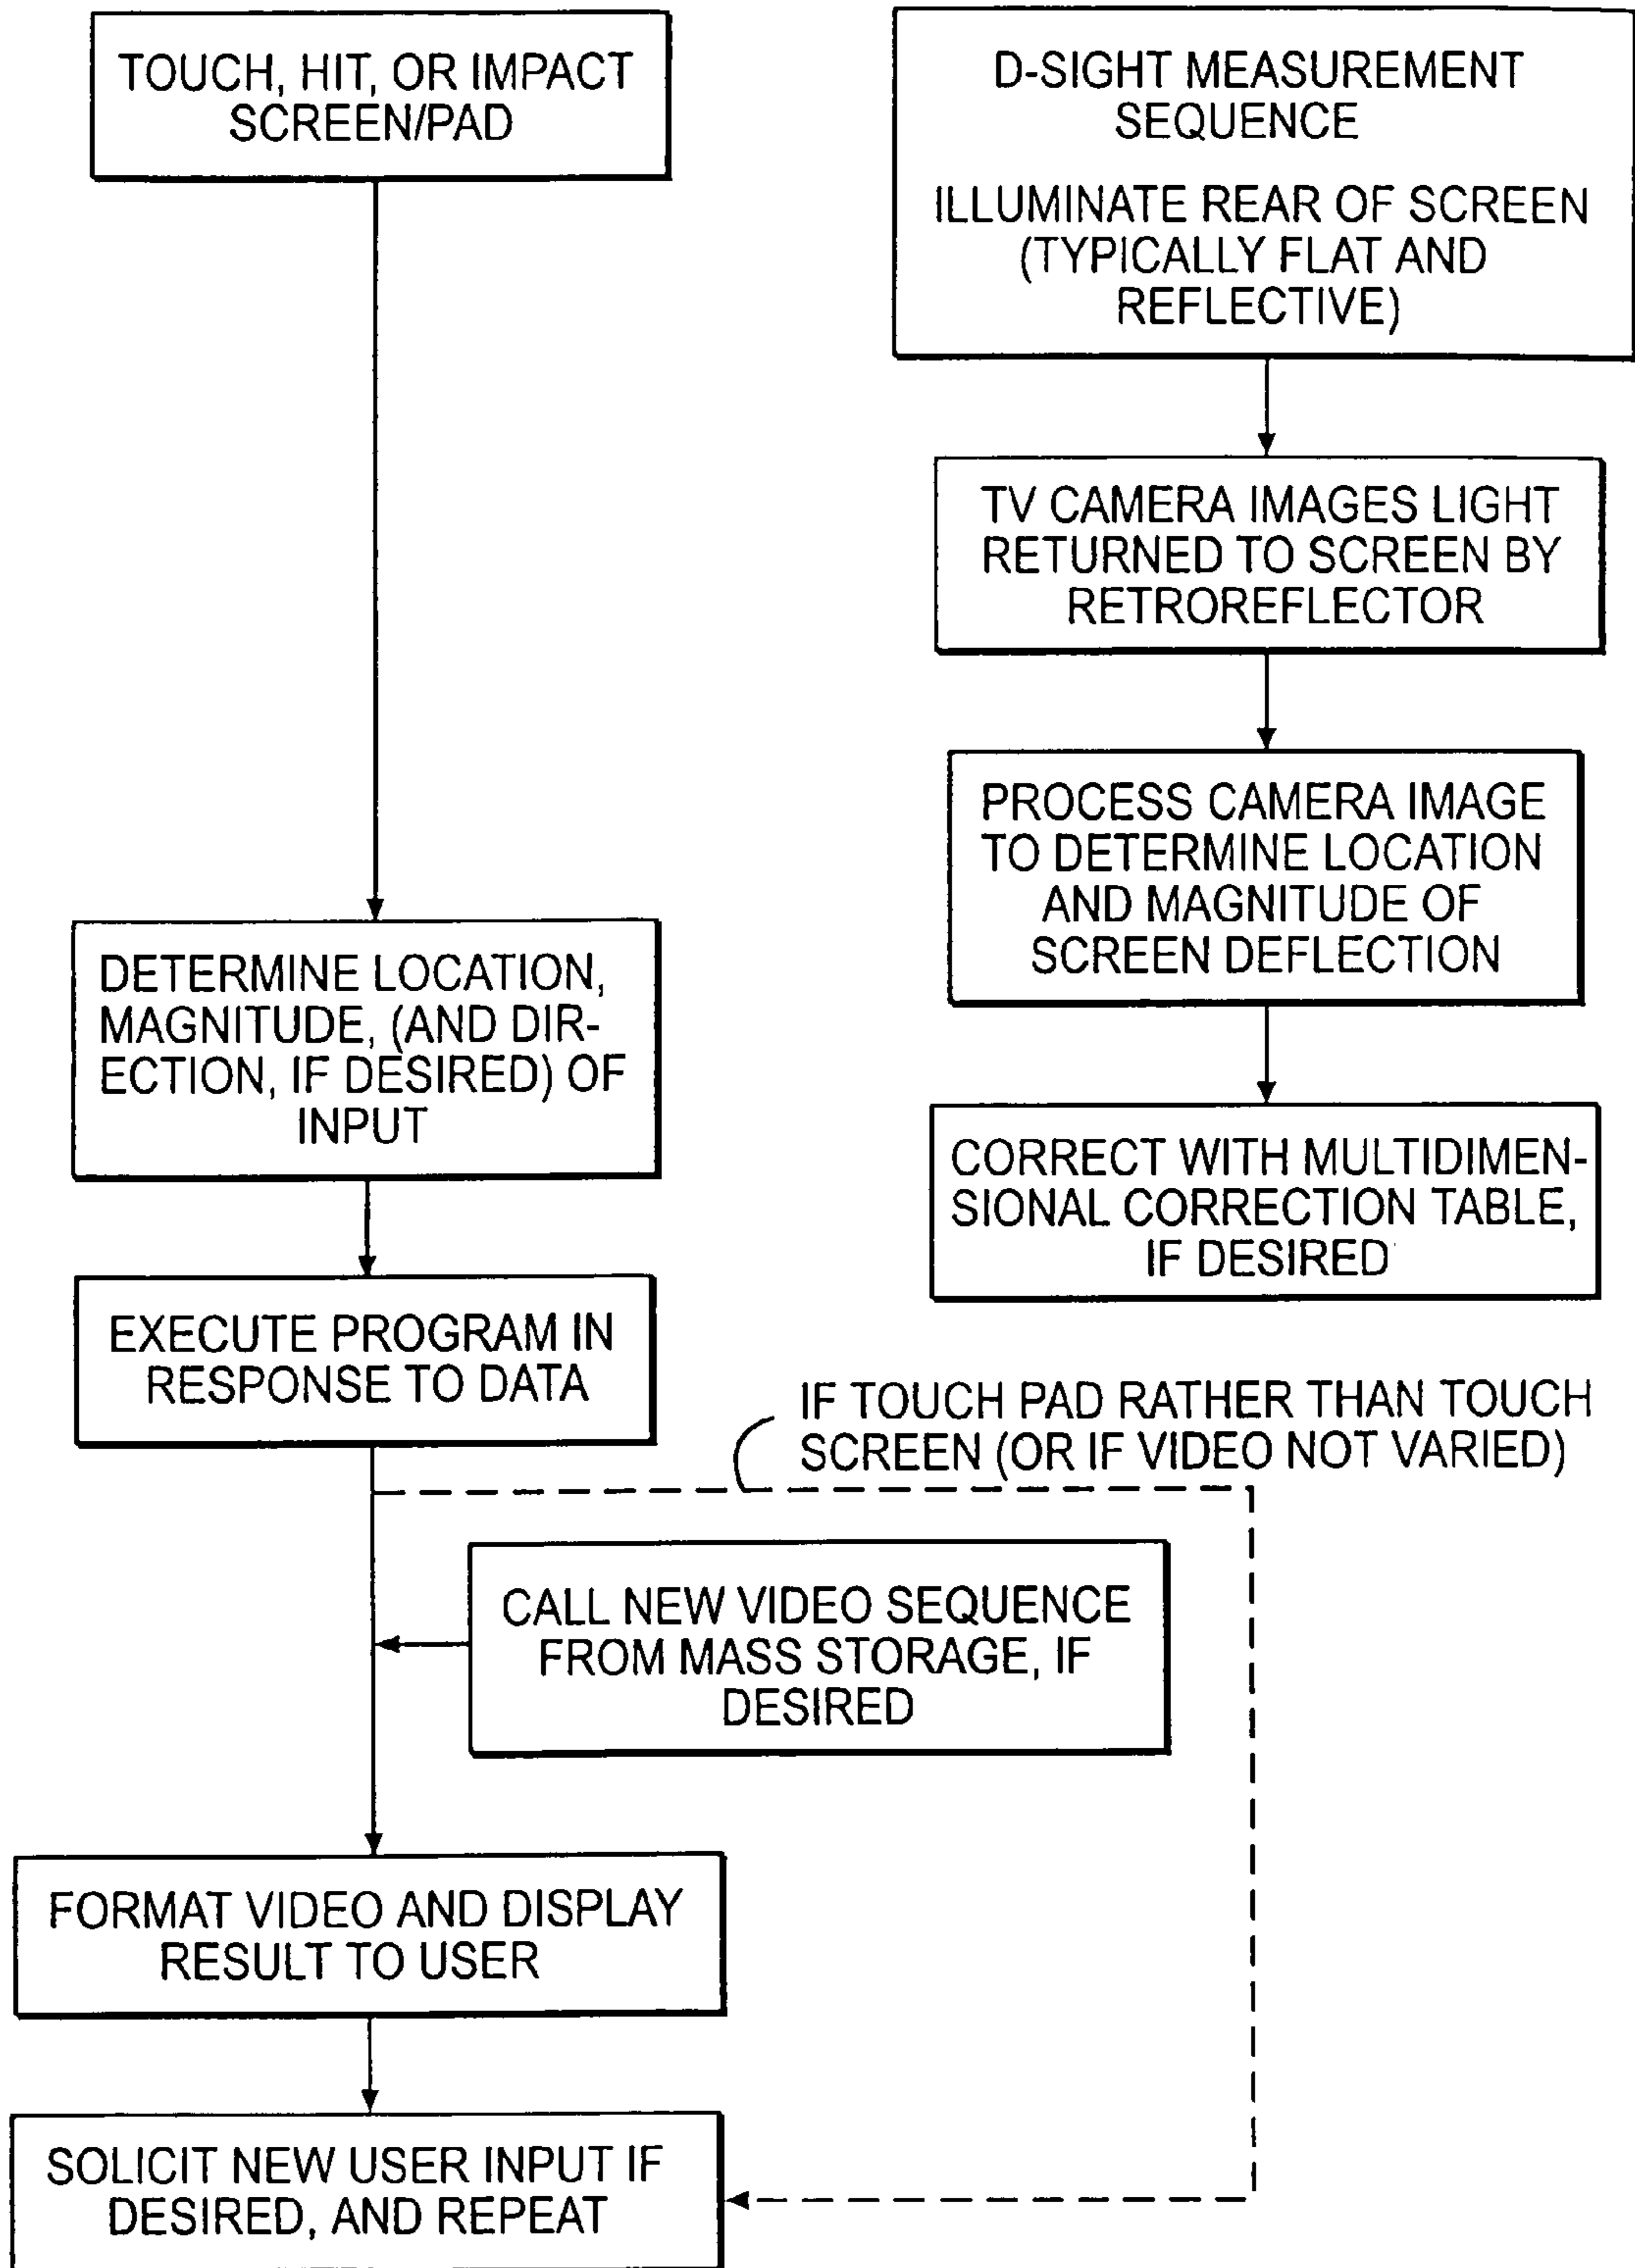 TOUCH, HIT, OR IMPACT
SCREEN/PAD
D-SIGHT MEASUREMENT
SEQUENCE
ILLUMINATE REAR OF SCREEN
(TYPICALLY FLAT AND
REFLECTIVE)
TV CAMERA IMAGES LIGHT
RETURNED TO SCREEN BY
RETROREFLECTOR
PROCESS CAMERA IMAGE
TO DETERMINE LOCATION
AND MAGNITUDE OF
SCREEN DEFLECTION
CORRECT WITH MULTIDIMEN-
SIONAL CORRECTION TABLE,
IF DESIRED
DETERMINE LOCATION,
MAGNITUDE, (AND DIR-
ECTION, IF DESIRED) OF
INPUT
EXECUTE PROGRAM IN
RESPONSE TO DATA
IF TOUCH PAD RATHER THAN TOUCH
SCREEN (OR IF VIDEO NOT VARIED)
CALL NEW VIDEO SEQUENCE
FROM MASS STORAGE, IF
DESIRED
FORMAT VIDEO AND DISPLAY
RESULT TO USER
SOLICIT NEW USER INPUT IF
DESIRED, AND REPEAT